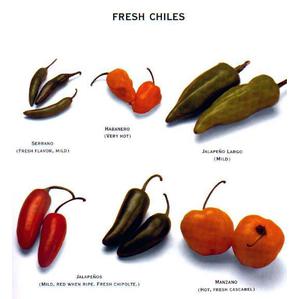 FRESH CHILES
SERRANO
(FRESH FLAVOR, MILD)
HABANERO
(VERY HOT)
JALAPEÑO LARGO
(MILD)
JALAPEÑOS
(MILD, RED WHEN RIPE. FRESH CHIPOLTE.)
MANZANO
(HOT, FRESH CASCABEL)